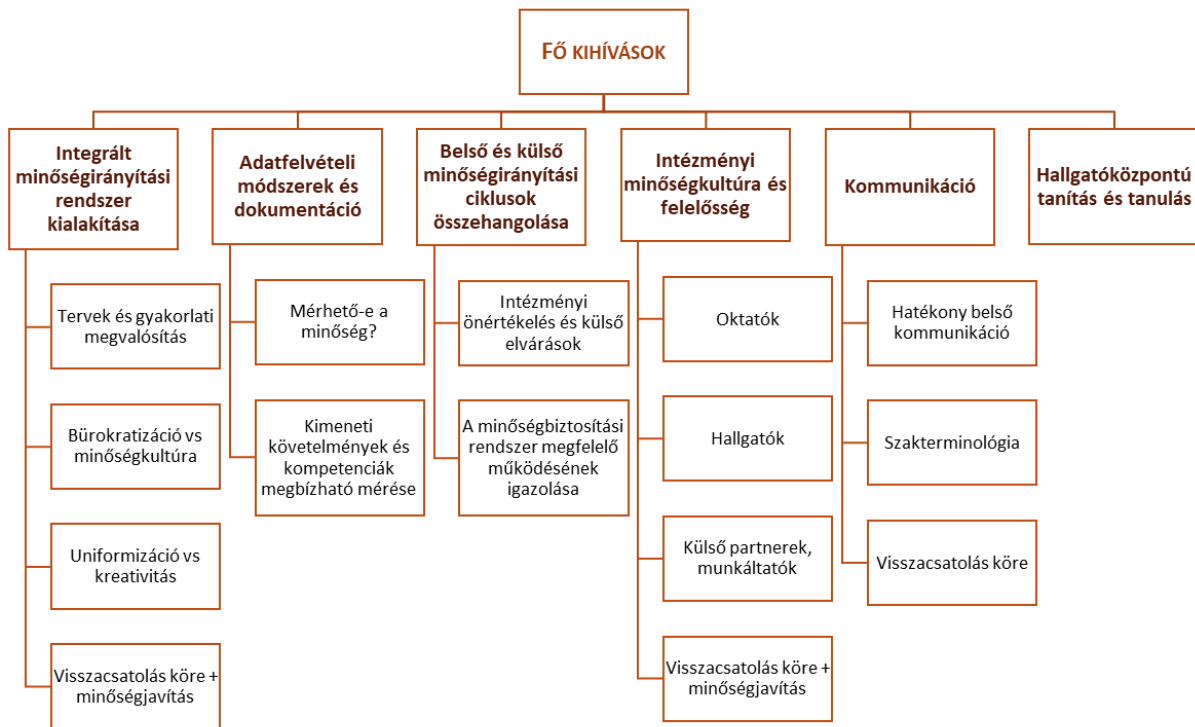 FŐ KIHÍVÁSOK
Integrált
minőségirányítási
rendszer
kialakítása
Tervek és gyakorlati
megvalósítás
Bürokratizáció vs
minőségkultúra
Uniformizáció vs
kreativitás
Visszacsatolás köre +
minőségjavítás
Adatfelvételi
módszerek és
dokumentáció
Mérhető-e a
minőség?
Kimeneti
követelmények és
kompetenciák
megbízható mérése
Belső és külső
minőségirányítási
ciklusok
összehangolása
Intézményi
önértékelés és külső
elvárások
A minőségbiztosítási
rendszer megfelelő
működésének
igazolása
Intézményi
minőségkultúra és
felelősség
Oktatók
Hallgatók
Külső partnerek,
munkáltatók
Visszacsatolás köre +
minőségjavítás
Kommunikáció
Hatékony belső
kommunikáció
Szakterminológia
Visszacsatolás köre
Hallgatóközpontú
tanítás és tanulás